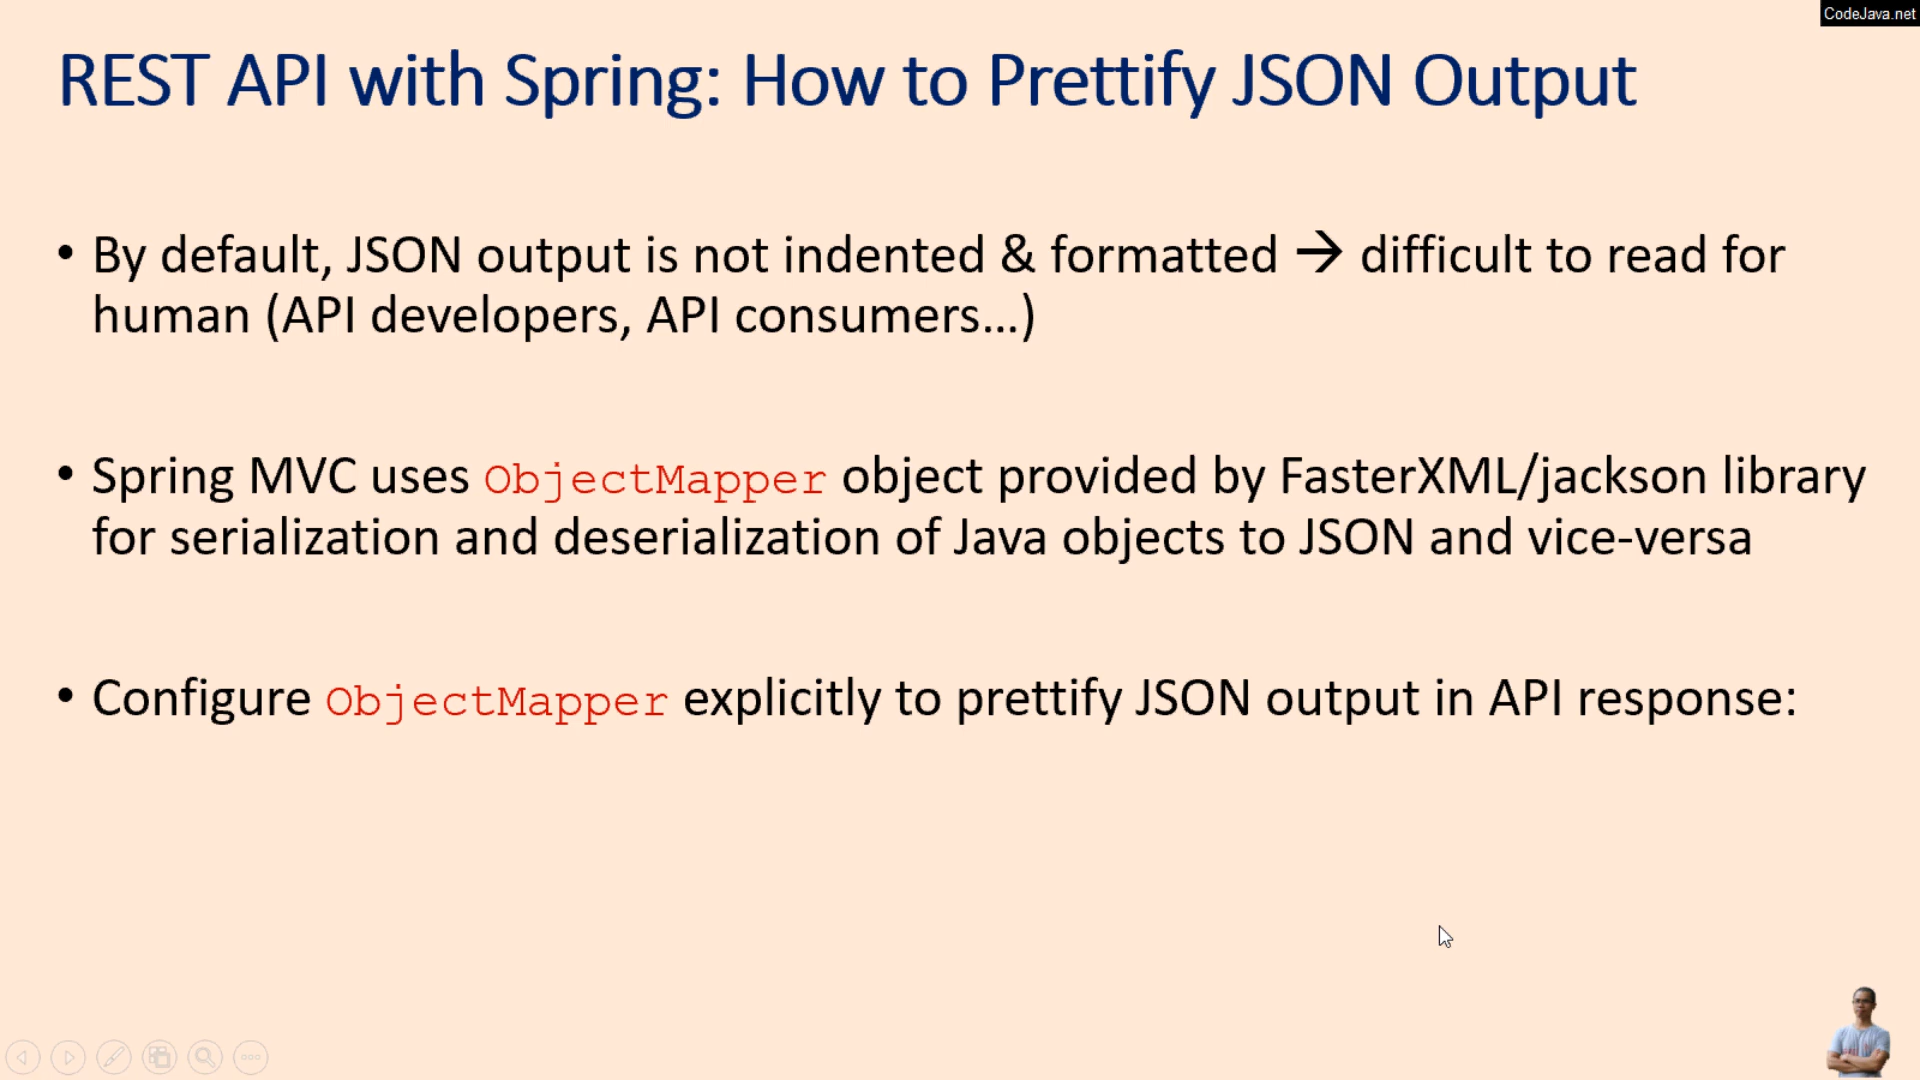 CodeJava.net
REST API with Spring: How to Prettify JSON Output
• By default, JSON output is not indented & formatted → difficult to read for
human (API developers, API consumers…)
• Spring MVC uses ObjectMapper object provided by FasterXML/jackson library
for serialization and deserialization of Java objects to JSON and vice-versa
• Configure ObjectMapper explicitly to prettify JSON output in API response: